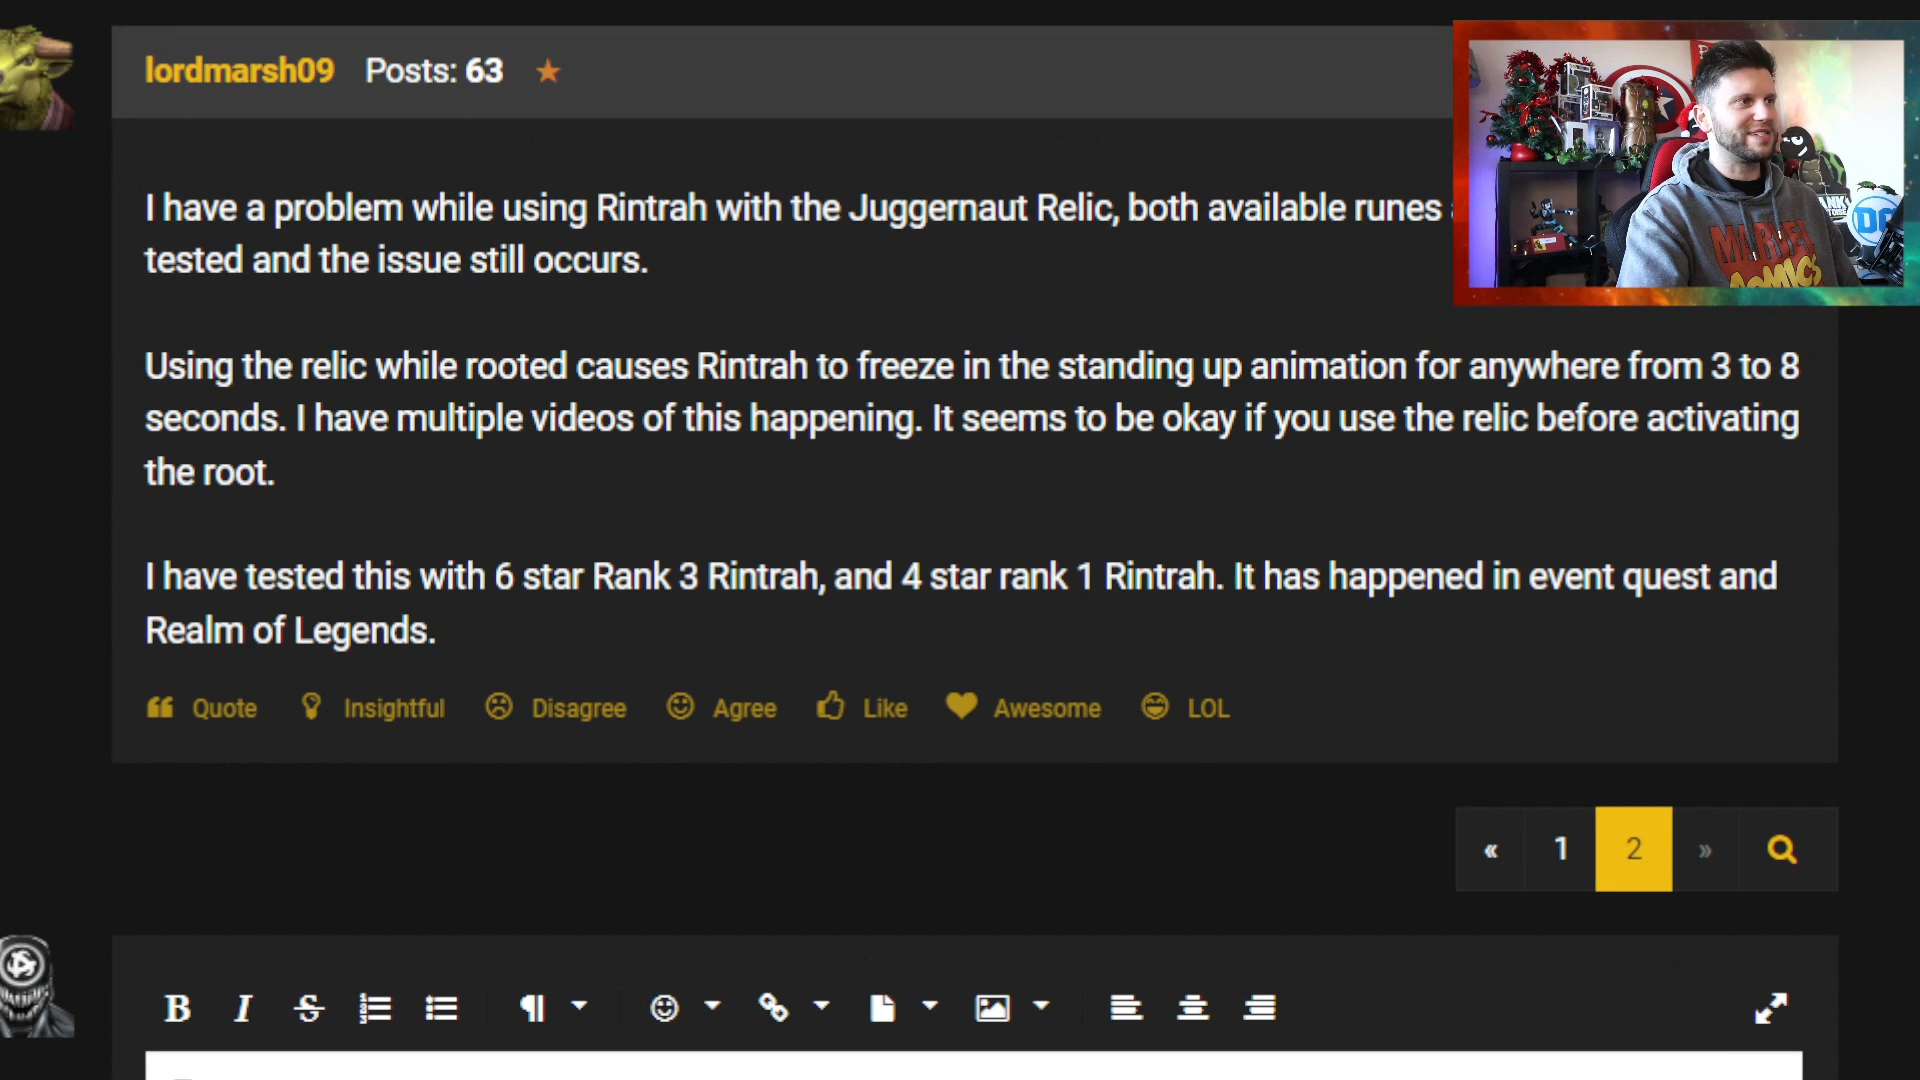 lordmarsh09 Posts: 63
I have a problem while using Rintrah with the Juggernaut Relic, both available runes
tested and the issue still occurs.
Using the relic while rooted causes Rintrah to freeze in the standing up animation for anywhere from 3 to 8
seconds. I have multiple videos of this happening. It seems to be okay if you use the relic before activating
the root.
I have tested this with 6 star Rank 3 Rintrah, and 4 star rank 1 Rintrah. It has happened in event quest and
Realm of Legends.
Quote Insightful Disagree Agree Like Awesome LOL
« 1 2 »
B I S
MARVEL
COMICS
DC